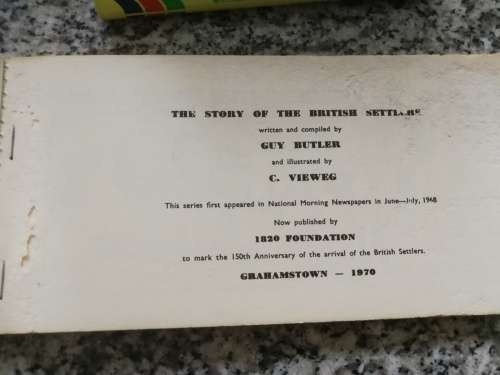 THE STORY OF THE BRITISH SETTLERS
written and compiled by
GUY BUTLER
and illustrated by
C. VIEWEG
This series first appeared in National Morning Newspapers in June—July, 1968
Now published by
1820 FOUNDATION
to mark the 150th Anniversary of the arrival of the British Settlers.
GRAHAMSTOWN — 1970